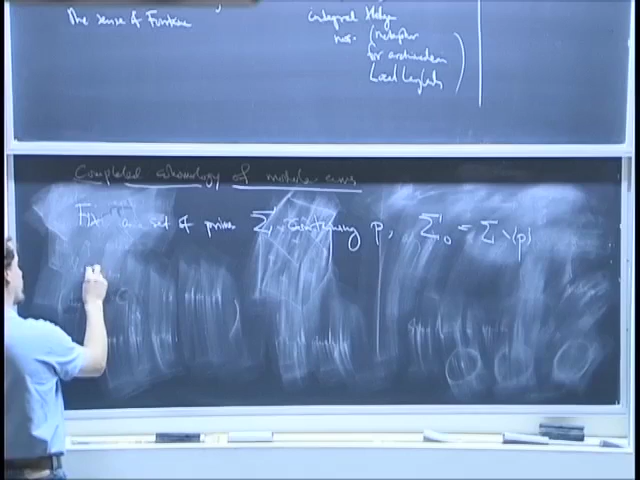 the sense of Fontaine
integral Hodge
(metaphor
for archimedean
Local Langlands)
Completed cohomology of modular curves
Fix a set of primes Σ containing p, Σ₀ = Σ \ {p}